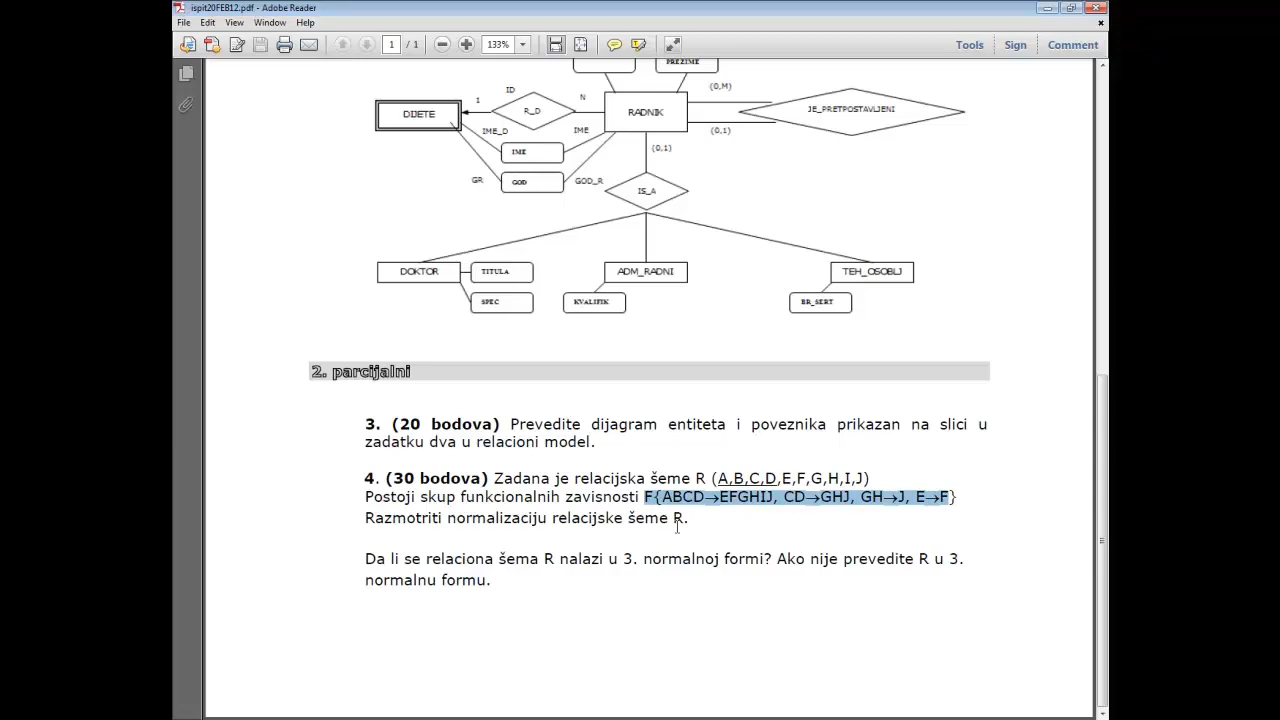 ispit20FEB12.pdf - Adobe Reader
File Edit View Window Help
1 / 1 133% Tools Sign Comment
PREZIME
(0,M)
ID
1 N
DIJETE R_D RADNIK JE_PRETPOSTAVLJENI
IME_D IME (0,1)
IME (0,1)
GR GOD GOD_R
IS_A
DOKTOR TITULA ADM_RADNI TEH_OSOBLJ
SPEC KVALIFIK BR_SERT
2. parcijalni
3. (20 bodova) Prevedite dijagram entiteta i poveznika prikazan na slici u
zadatku dva u relacioni model.
4. (30 bodova) Zadana je relacijska šeme R (A,B,C,D,E,F,G,H,I,J)
Postoji skup funkcionalnih zavisnosti F{ABCD→EFGHIJ, CD→GHJ, GH→J, E→F}
Razmotriti normalizaciju relacijske šeme R.
Da li se relaciona šema R nalazi u 3. normalnoj formi? Ako nije prevedite R u 3.
normalnu formu.